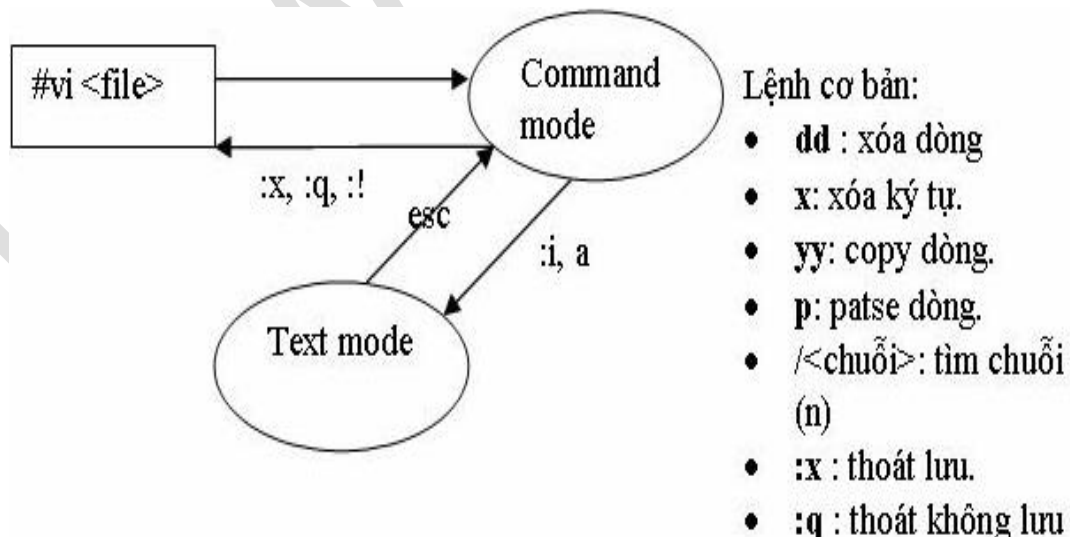 #vi <file>
Command
mode
:x, :q, :!
esc
:i, a
Text mode
Lệnh cơ bản:
• dd : xóa dòng
• x: xóa ký tự.
• yy: copy dòng.
• p: patse dòng.
• /<chuỗi>: tìm chuỗi
(n)
• :x : thoát lưu.
• :q : thoát không lưu